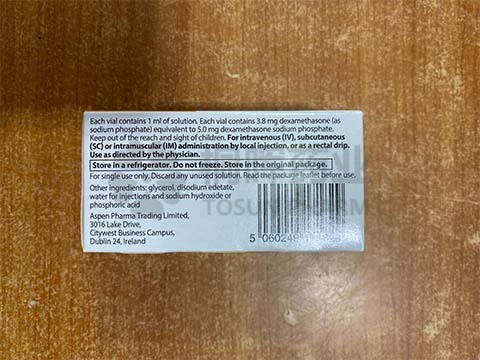 Each vial contains 1 ml of solution. Each vial contains 3.8 mg dexamethasone (as
sodium phosphate) equivalent to 5.0 mg dexamethasone sodium phosphate.
Keep out of the reach and sight of children. For intravenous (IV), subcutaneous
(SC) or intramuscular (IM) administration by local injection, or as a rectal drip.
Use as directed by the physician.
Store in a refrigerator. Do not freeze. Store in the original package.
For single use only. Discard any unused solution. Read the package leaflet before use.
Other ingredients: glycerol, disodium edetate,
water for injections and sodium hydroxide or
phosphoric acid
Aspen Pharma Trading Limited,
3016 Lake Drive,
Citywest Business Campus,
Dublin 24, Ireland